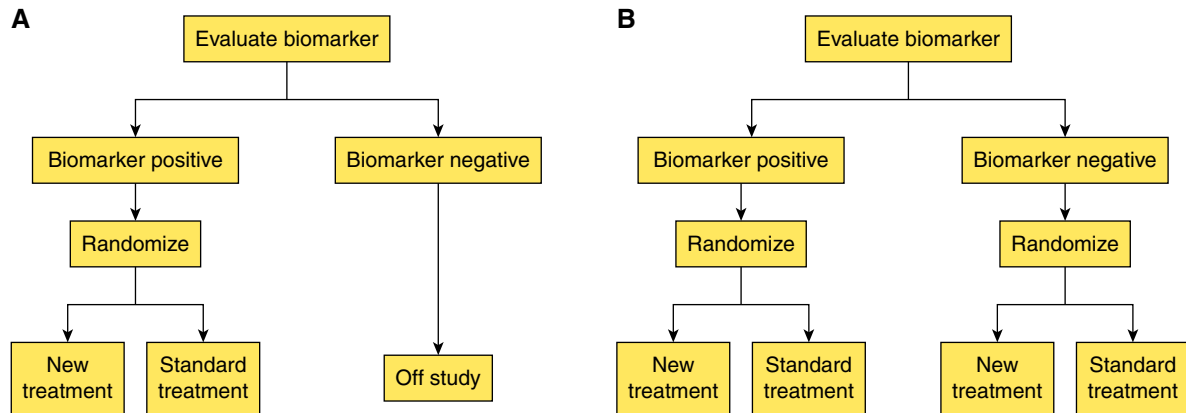 A
Evaluate biomarker
Biomarker positive
Biomarker negative
Randomize
New
treatment
Standard
treatment
Off study
B
Evaluate biomarker
Biomarker positive
Biomarker negative
Randomize
Randomize
New
treatment
Standard
treatment
New
treatment
Standard
treatment